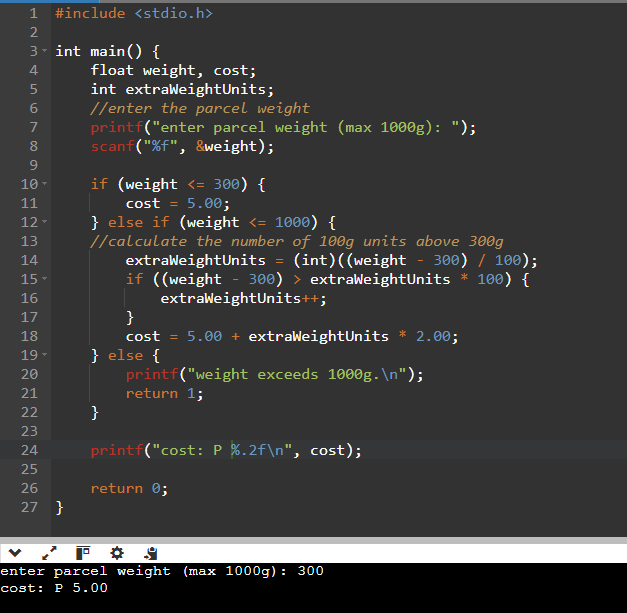 1 #include <stdio.h>
2
3 int main() {
4     float weight, cost;
5     int extraWeightUnits;
6     //enter the parcel weight
7     printf("enter parcel weight (max 1000g): ");
8     scanf("%f", &weight);
9
10     if (weight <= 300) {
11         cost = 5.00;
12     } else if (weight <= 1000) {
13     //calculate the number of 100g units above 300g
14         extraWeightUnits = (int)((weight - 300) / 100);
15         if ((weight - 300) > extraWeightUnits * 100) {
16             extraWeightUnits++;
17         }
18         cost = 5.00 + extraWeightUnits * 2.00;
19     } else {
20         printf("weight exceeds 1000g.\n");
21         return 1;
22     }
23
24     printf("cost: P %.2f\n", cost);
25
26     return 0;
27 }
enter parcel weight (max 1000g): 300
cost: P 5.00